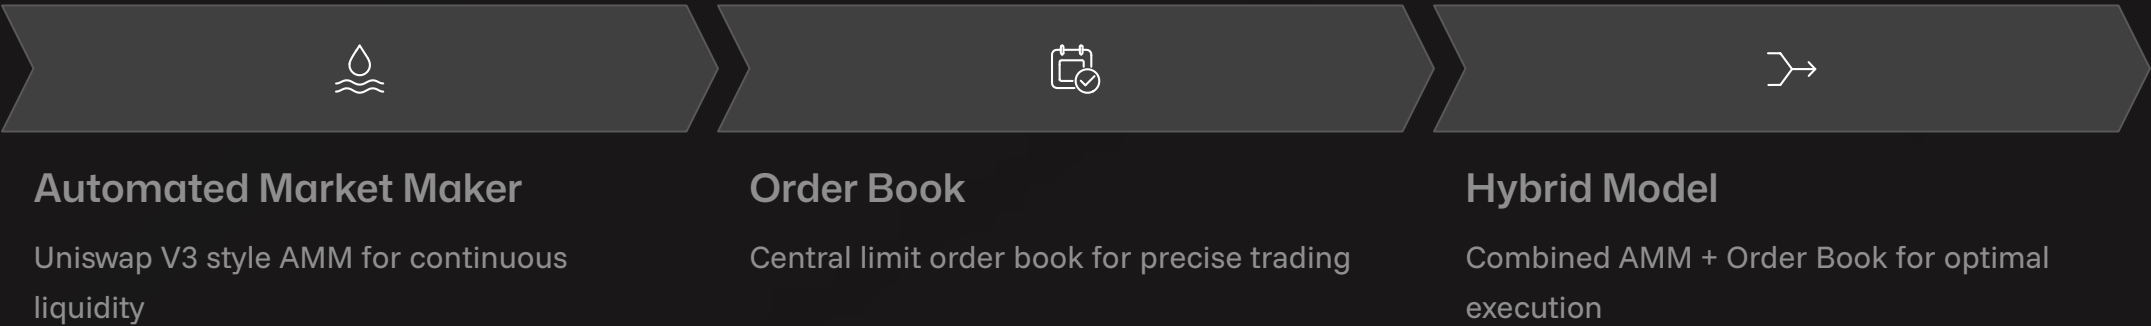 Automated Market Maker
Uniswap V3 style AMM for continuous
liquidity
Order Book
Central limit order book for precise trading
Hybrid Model
Combined AMM + Order Book for optimal
execution